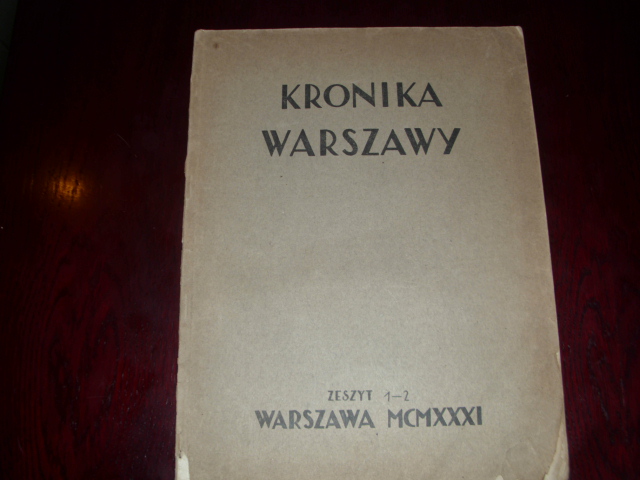 KRONIKA
WARSZAWY
ZESZYT 1–2
WARSZAWA MCMXXXI